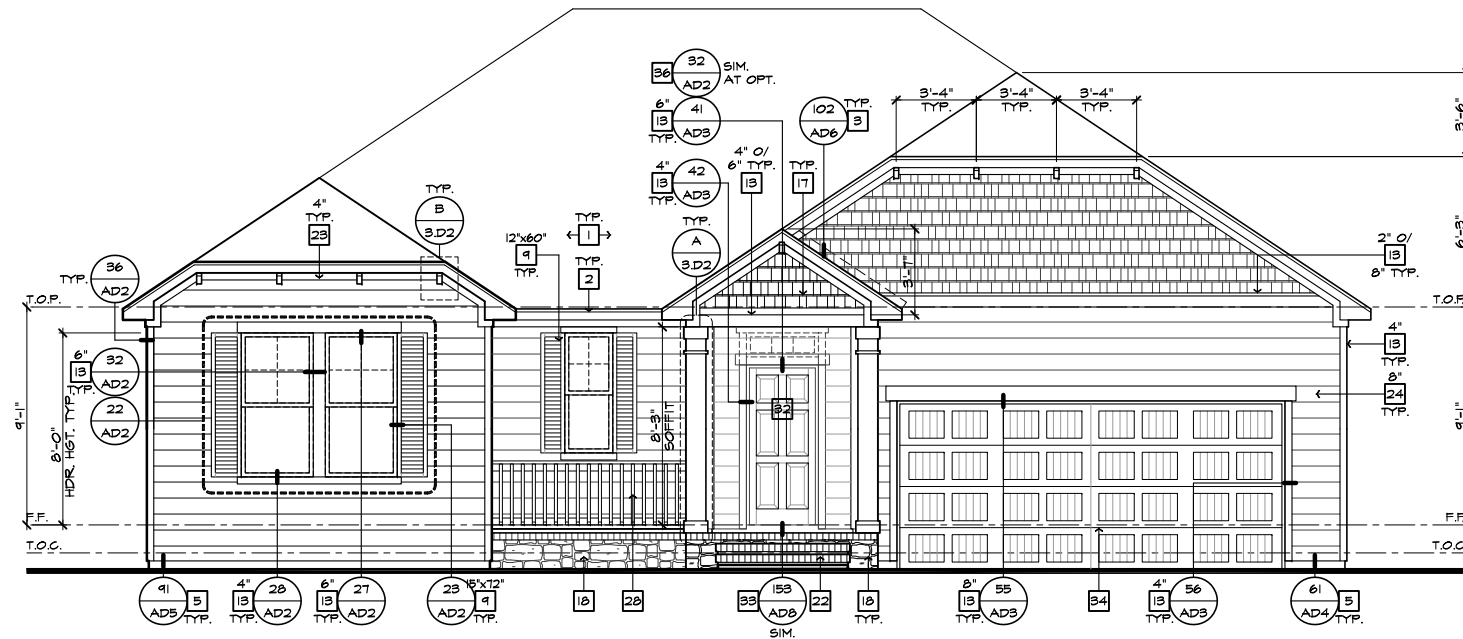 32
36
AD2
SIM.
AT OPT.
6"
13
TYP.
41
AD3
102
AD6
TYP.
3
3'-4"
TYP.
3'-4"
TYP.
3'-4"
TYP.
3'-6"
4"
13
TYP.
42
AD3
4" O/
6" TYP.
13
TYP.
17
TYP.
B
3.D2
4"
TYP.
23
12"x60"
9
TYP.
TYP.
1
TYP.
2
TYP.
A
3.D2
3'-7"
6'-3"
2" O/
13
8" TYP.
TYP.
36
AD2
T.O.P.
T.O.P.
6"
13
TYP.
32
AD2
22
AD2
9'-1"
8'-0"
HDR. HGT. TYP.
8'-3"
SOFFIT
32
4"
13
TYP.
8"
24
TYP.
9'-1"
F.F.
F.F.
T.O.C.
T.O.C.
91
AD5
5
TYP.
4"
13
TYP.
28
AD2
6"
13
TYP.
27
AD2
23
AD2
15"x72"
9
TYP.
18
28
33
153
AD8
SIM.
22
18
TYP.
8"
13
TYP.
55
AD3
34
4"
13
TYP.
56
AD3
61
AD4
5
TYP.